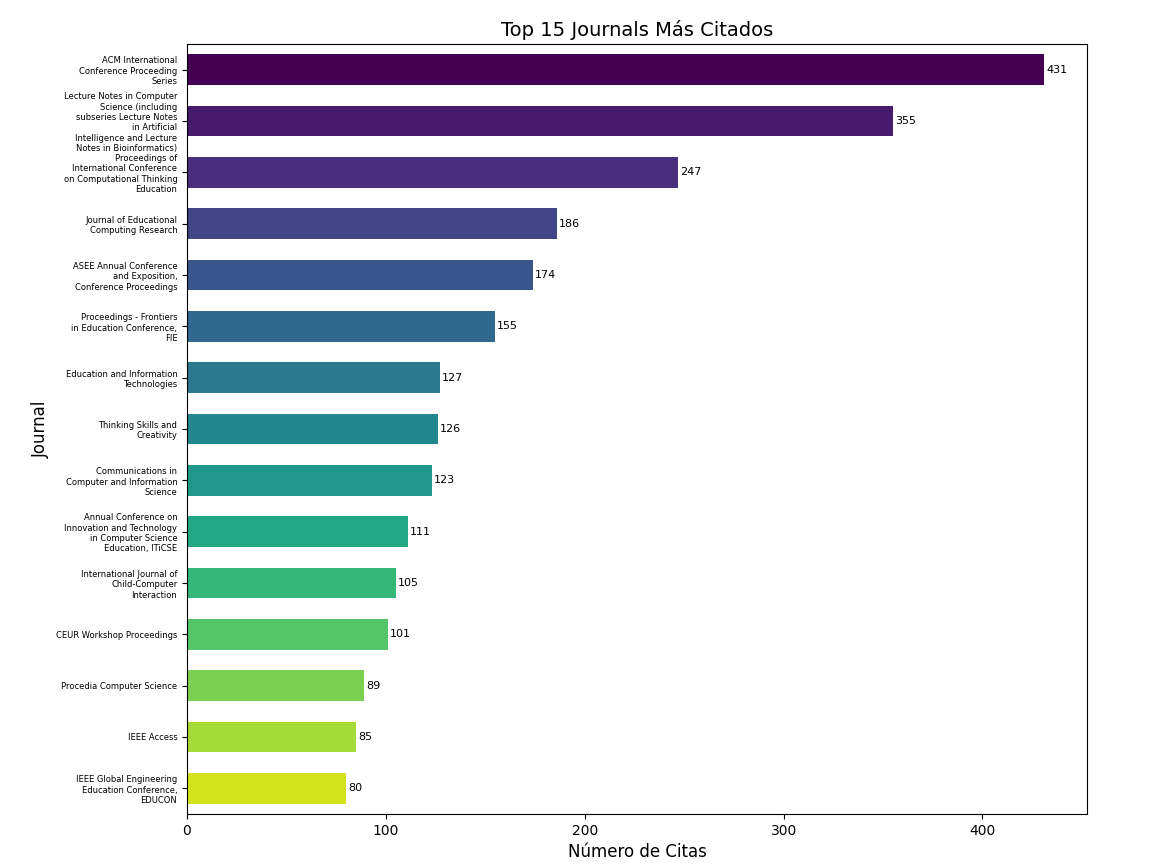 Top 15 Journals Más Citados
ACM International
Conference Proceeding
Series
431
Lecture Notes in Computer
Science (including
subseries Lecture Notes
in Artificial
Intelligence and Lecture
Notes in Bioinformatics)
355
Proceedings of
International Conference
on Computational Thinking
Education
247
Journal of Educational
Computing Research
186
ASEE Annual Conference
and Exposition,
Conference Proceedings
174
Proceedings - Frontiers
in Education Conference,
FIE
155
Education and Information
Technologies
127
Thinking Skills and
Creativity
126
Communications in
Computer and Information
Science
123
Annual Conference on
Innovation and Technology
in Computer Science
Education, ITiCSE
111
International Journal of
Child-Computer
Interaction
105
CEUR Workshop Proceedings
101
Procedia Computer Science
89
IEEE Access
85
IEEE Global Engineering
Education Conference,
EDUCON
80
Journal
0 100 200 300 400
Número de Citas